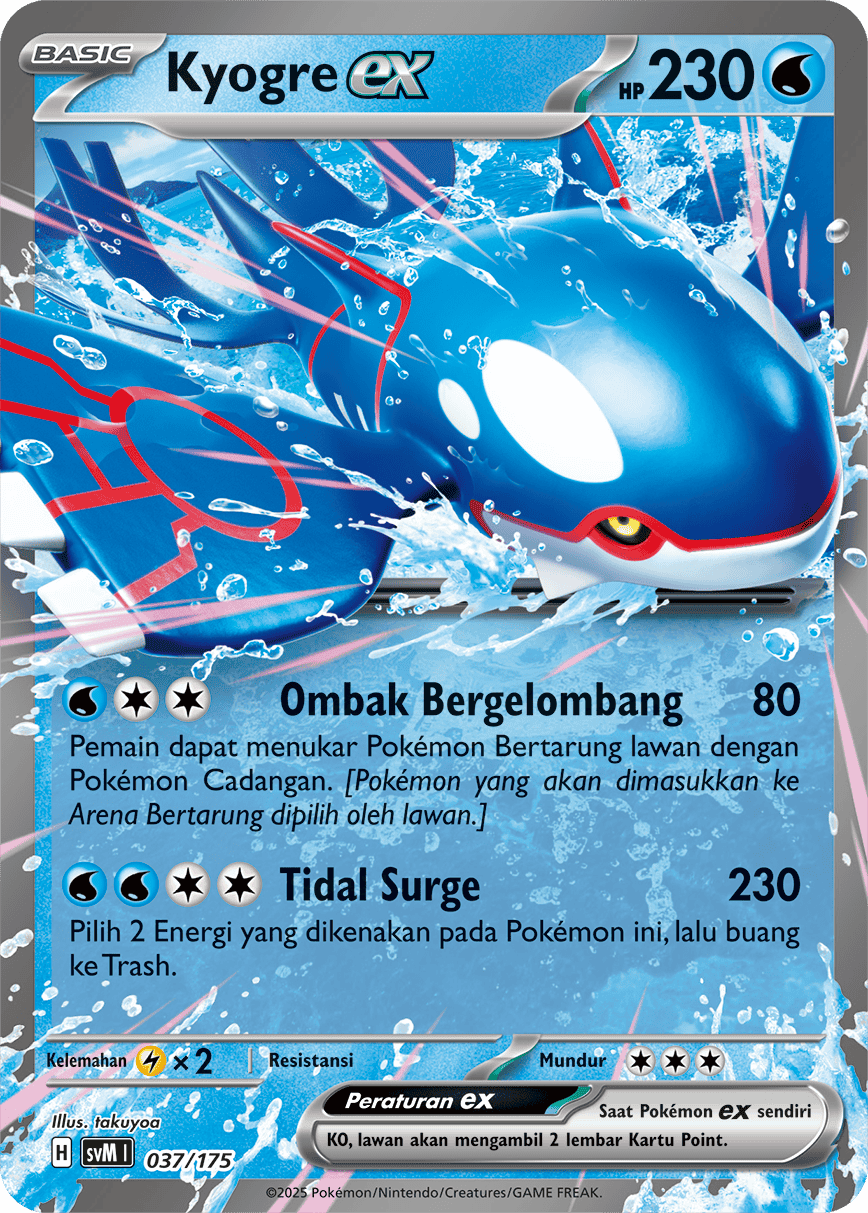 BASIC
Kyogre ex
HP 230
Ombak Bergelombang 80
Pemain dapat menukar Pokémon Bertarung lawan dengan
Pokémon Cadangan. [Pokémon yang akan dimasukkan ke
Arena Bertarung dipilih oleh lawan.]
Tidal Surge 230
Pilih 2 Energi yang dikenakan pada Pokémon ini, lalu buang
ke Trash.
Kelemahan × 2 Resistansi Mundur
Peraturan ex Saat Pokémon ex sendiri
KO, lawan akan mengambil 2 lembar Kartu Poin.
Illus. takuyoa
H svM I 037/175
©2025 Pokémon/Nintendo/Creatures/GAME FREAK.